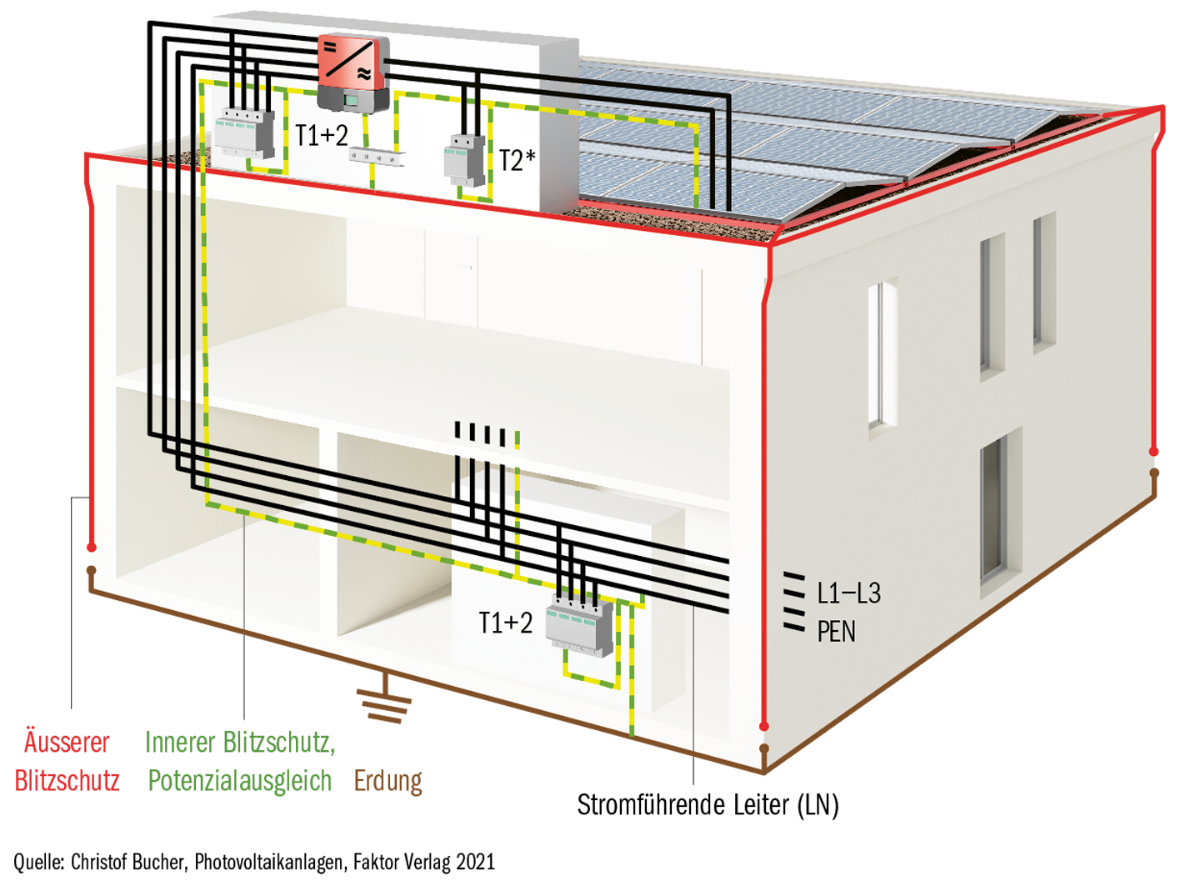 T1+2
T2*
T1+2
L1–L3
PEN
Äusserer
Blitzschutz
Innerer Blitzschutz,
Potenzialausgleich
Erdung
Stromführende Leiter (LN)
Quelle: Christof Bucher, Photovoltaikanlagen, Faktor Verlag 2021